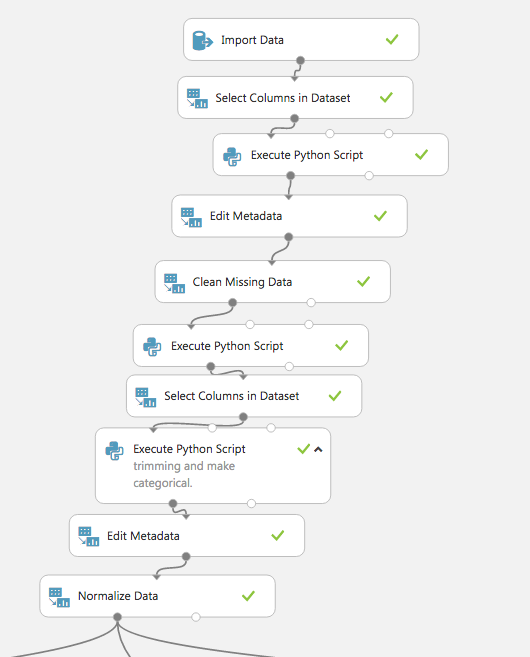 Import Data
Select Columns in Dataset
Execute Python Script
Edit Metadata
Clean Missing Data
Execute Python Script
Select Columns in Dataset
Execute Python Script
trimming and make
categorical.
Edit Metadata
Normalize Data